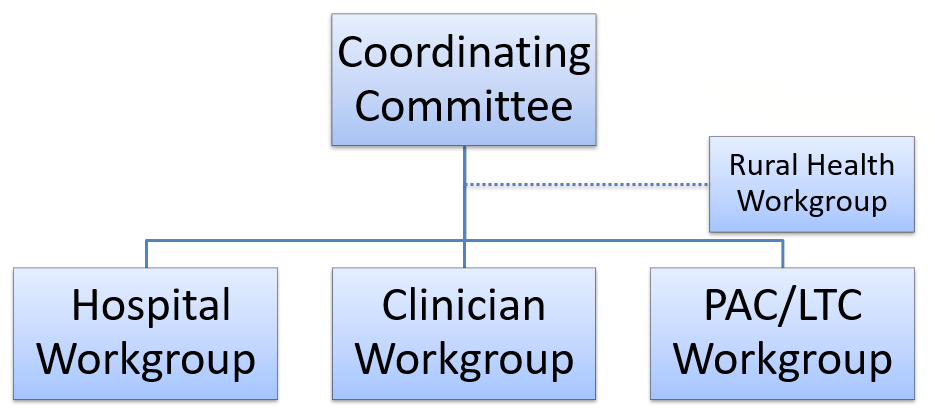 Coordinating
Committee
Rural Health
Workgroup
Hospital
Workgroup
Clinician
Workgroup
PAC/LTC
Workgroup